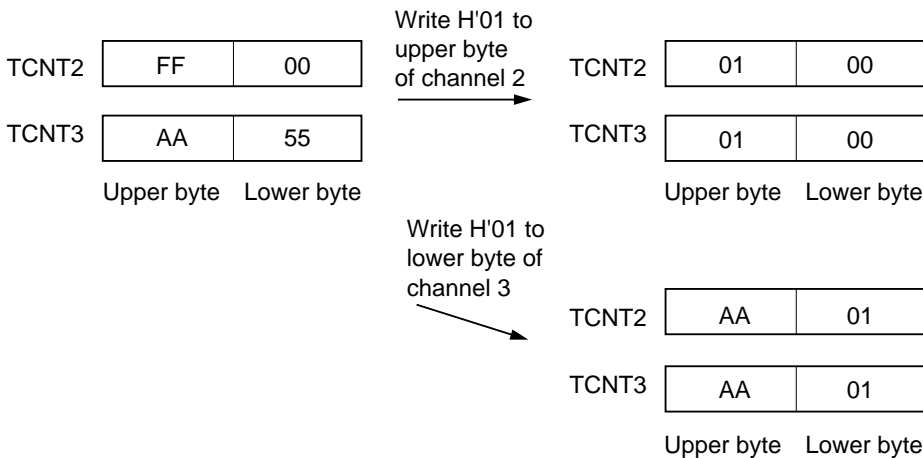 Write H'01 to
upper byte
of channel 2
TCNT2 FF 00
TCNT3 AA 55
Upper byte Lower byte
TCNT2 01 00
TCNT3 01 00
Upper byte Lower byte
Write H'01 to
lower byte of
channel 3
TCNT2 AA 01
TCNT3 AA 01
Upper byte Lower byte